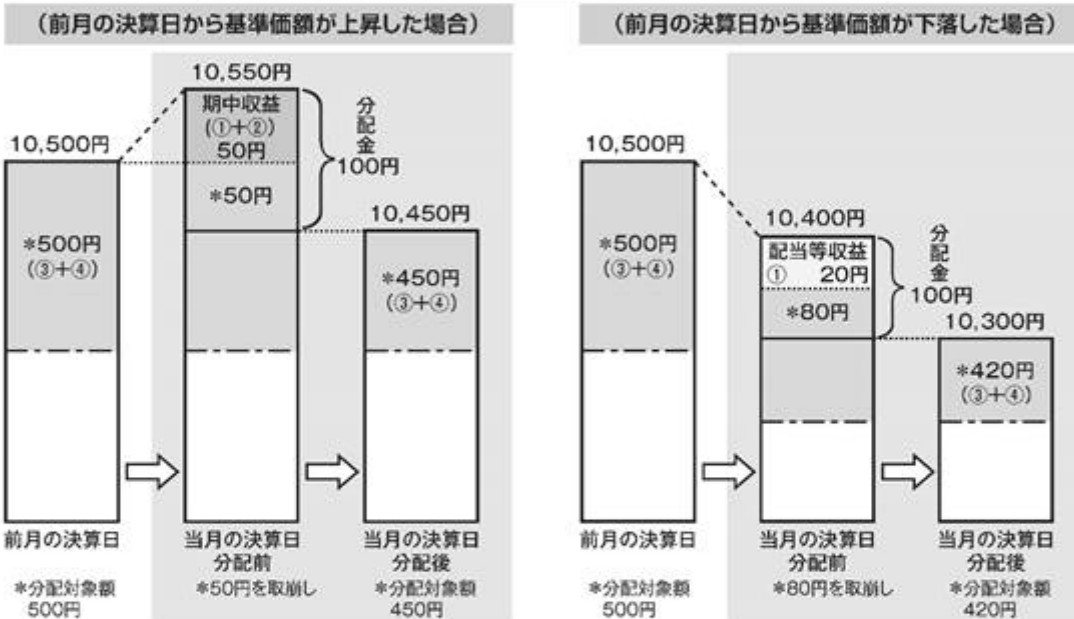 (前月の決算日から基準価額が上昇した場合)
10,550円
期中収益
(①+②)
50円
*50円
分配金
100円
10,500円
*500円
(③+④)
10,450円
*450円
(③+④)
前月の決算日
当月の決算日
分配前
当月の決算日
分配後
*分配対象額
500円
*50円を取崩し
*分配対象額
450円
(前月の決算日から基準価額が下落した場合)
10,500円
*500円
(③+④)
10,400円
配当等収益
① 20円
*80円
分配金
100円
10,300円
*420円
(③+④)
前月の決算日
当月の決算日
分配前
当月の決算日
分配後
*分配対象額
500円
*80円を取崩し
*分配対象額
420円